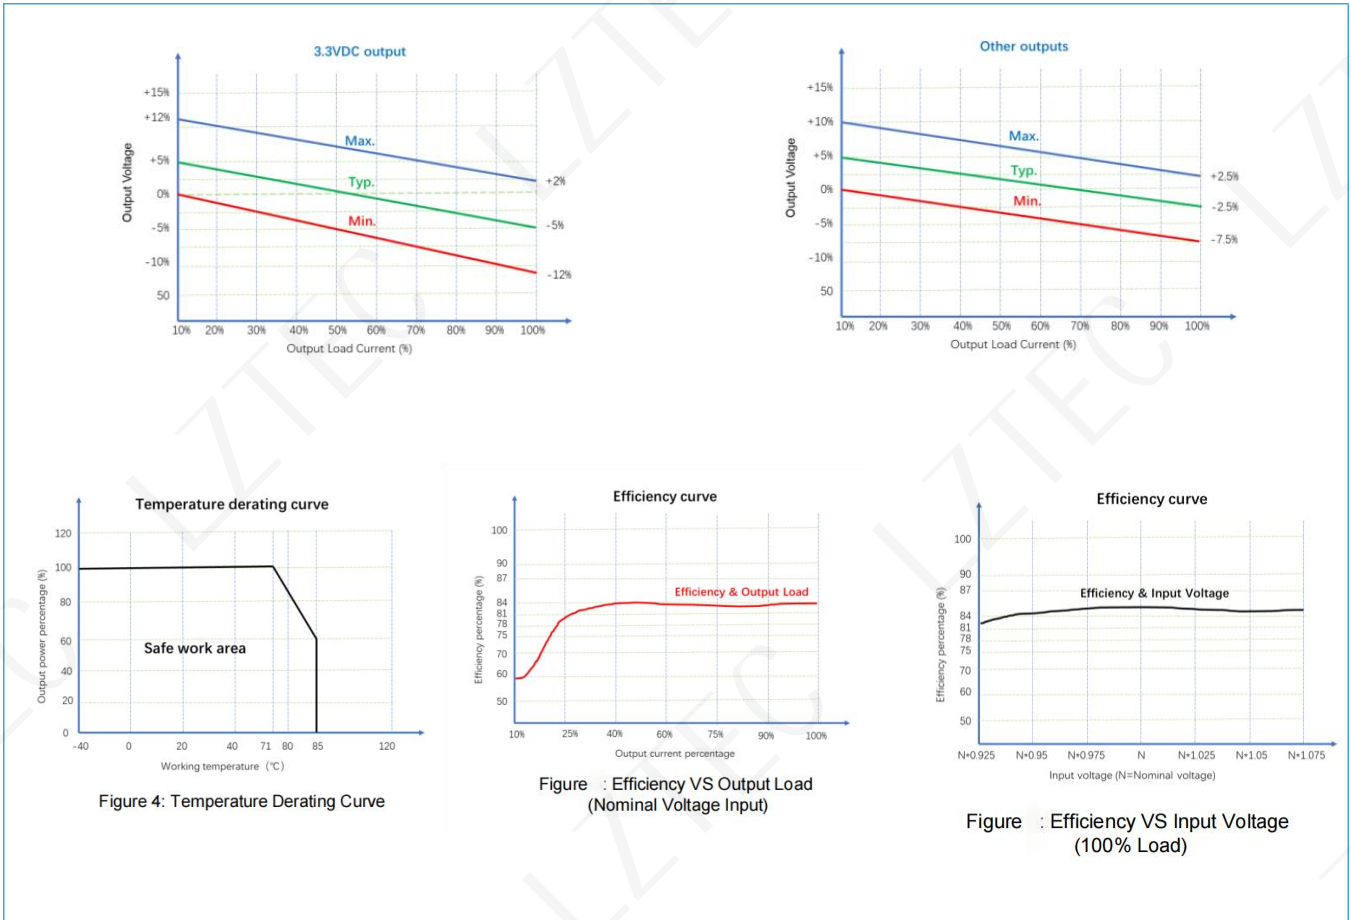 3.3VDC output
Output Voltage
+15%
+12%
+5%
0%
-5%
-10%
50
Max.
Typ.
Min.
+2%
-5%
-12%
10% 20% 30% 40% 50% 60% 70% 80% 90% 100%
Output Load Current (%)
Other outputs
Output Voltage
+15%
+10%
+5%
0%
-5%
-10%
50
Max.
Typ.
Min.
+2.5%
-2.5%
-7.5%
10% 20% 30% 40% 50% 60% 70% 80% 90% 100%
Output Load Current (%)
Temperature derating curve
Output power percentage (%)
120
100
80
60
40
20
0
Safe work area
-40 0 20 40 71 80 85 120
Working temperature (℃)
Figure 4: Temperature Derating Curve
Efficiency curve
Efficiency percentage (%)
100
90
87
84
81
78
75
70
60
50
Efficiency & Output Load
10% 25% 40% 60% 75% 90% 100%
Output current percentage
Figure : Efficiency VS Output Load
(Nominal Voltage Input)
Efficiency curve
Efficiency percentage (%)
100
90
87
84
81
78
75
70
60
50
Efficiency & Input Voltage
N*0.925 N*0.95 N*0.975 N N*1.025 N*1.05 N*1.075
Input voltage (N=Nominal voltage)
Figure : Efficiency VS Input Voltage
(100% Load)
LZTEC
LZTEC
LZTEC
LZTEC